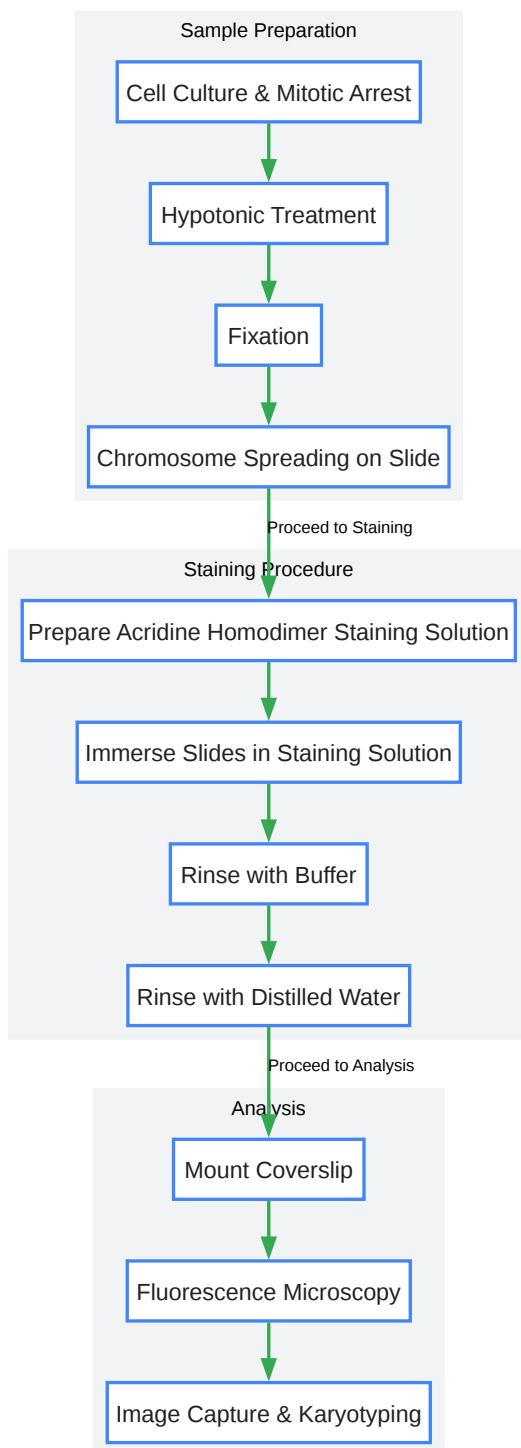 Sample Preparation
Cell Culture & Mitotic Arrest
Hypotonic Treatment
Fixation
Chromosome Spreading on Slide
Proceed to Staining
Staining Procedure
Prepare Acridine Homodimer Staining Solution
Immerse Slides in Staining Solution
Rinse with Buffer
Rinse with Distilled Water
Proceed to Analysis
Analysis
Mount Coverslip
Fluorescence Microscopy
Image Capture & Karyotyping